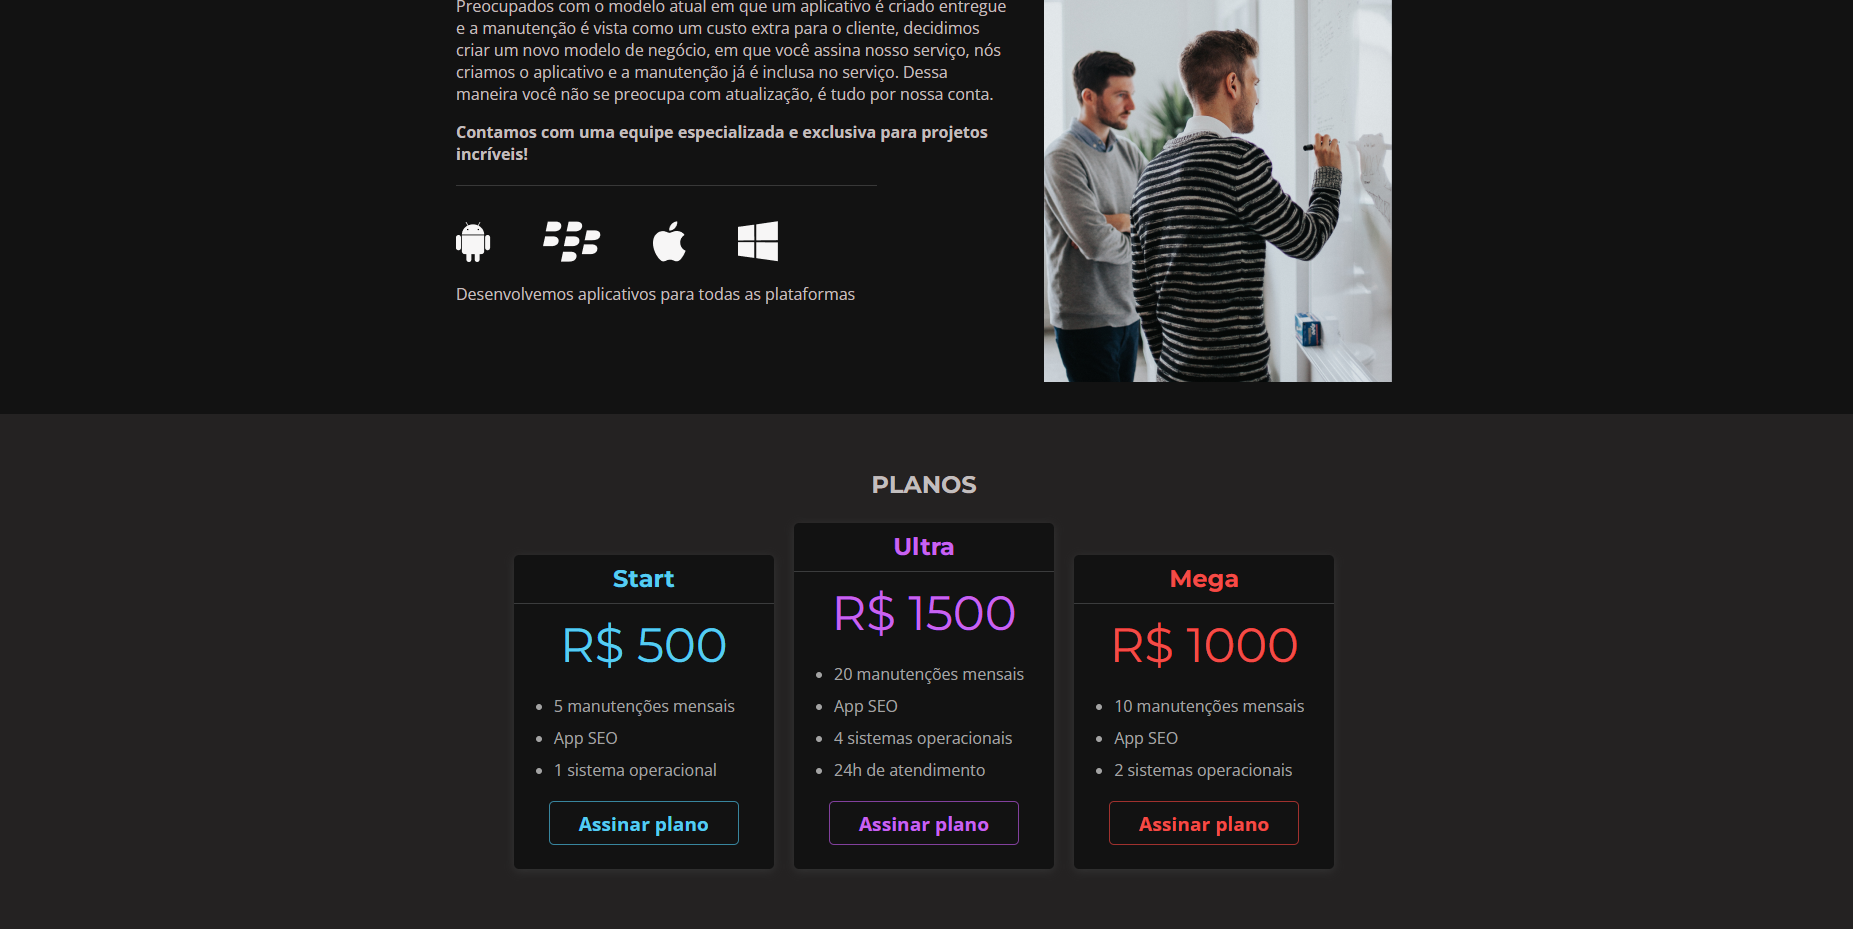 Preocupados com o modelo atual em que um aplicativo é criado entregue
e a manutenção é vista como um custo extra para o cliente, decidimos
criar um novo modelo de negócio, em que você assina nosso serviço, nós
criamos o aplicativo e a manutenção já é inclusa no serviço. Dessa
maneira você não se preocupa com atualização, é tudo por nossa conta.
Contamos com uma equipe especializada e exclusiva para projetos
incríveis!
Desenvolvemos aplicativos para todas as plataformas
PLANOS
Start
R$ 500
5 manutenções mensais
App SEO
1 sistema operacional
Assinar plano
Ultra
R$ 1500
20 manutenções mensais
App SEO
4 sistemas operacionais
24h de atendimento
Assinar plano
Mega
R$ 1000
10 manutenções mensais
App SEO
2 sistemas operacionais
Assinar plano